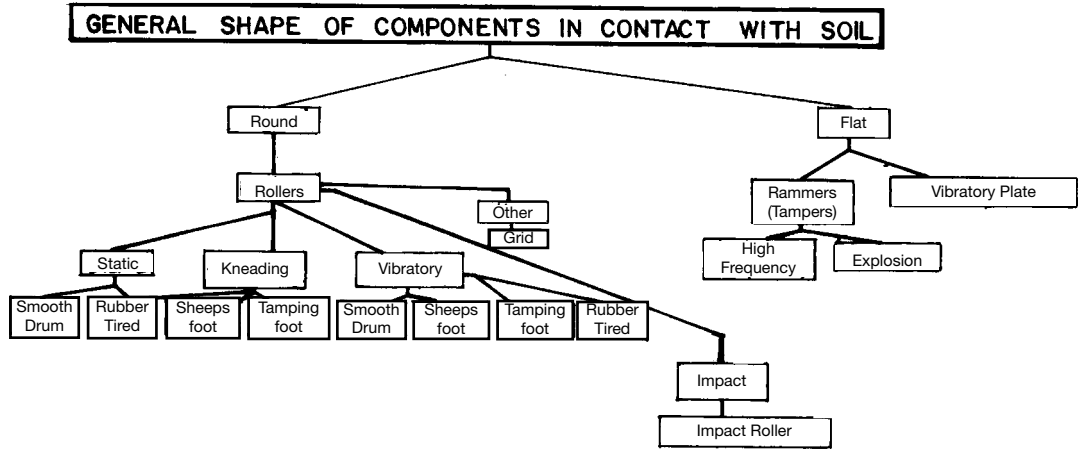 GENERAL SHAPE OF COMPONENTS IN CONTACT WITH SOIL
Round
Flat
Rollers
Rammers
(Tampers)
Vibratory Plate
Other
Grid
High
Frequency
Explosion
Static
Kneading
Vibratory
Smooth
Drum
Rubber
Tired
Sheeps
foot
Tamping
foot
Smooth
Drum
Sheeps
foot
Tamping
foot
Rubber
Tired
Impact
Impact Roller